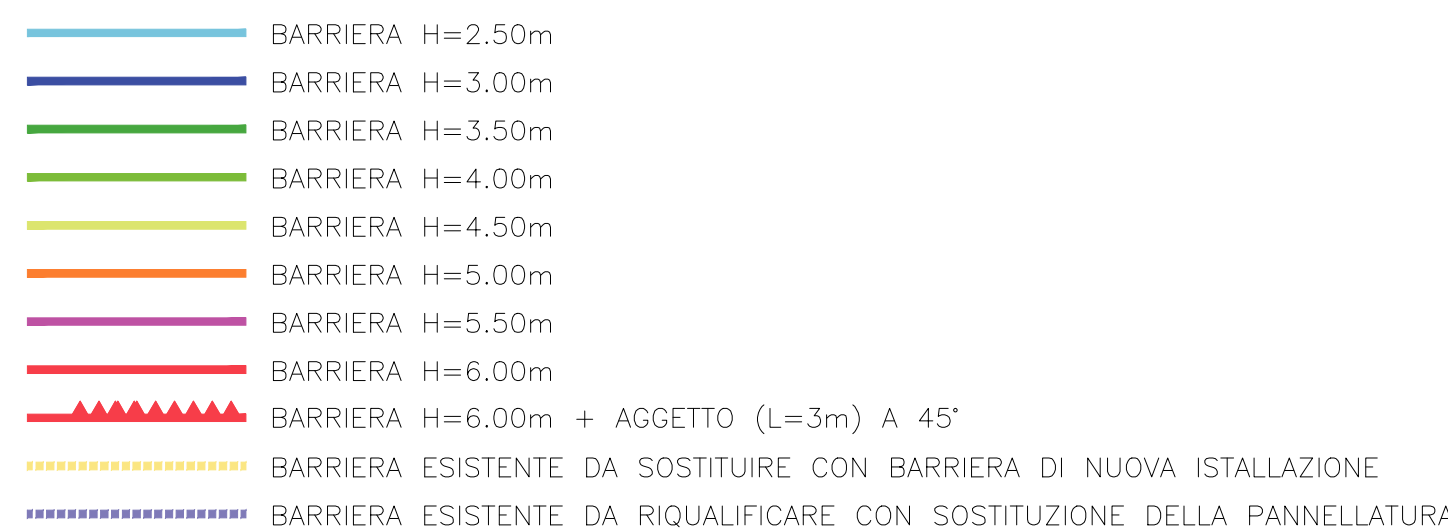 BARRIERA H=2.50m
BARRIERA H=3.00m
BARRIERA H=3.50m
BARRIERA H=4.00m
BARRIERA H=4.50m
BARRIERA H=5.00m
BARRIERA H=5.50m
BARRIERA H=6.00m
BARRIERA H=6.00m + AGGETTO (L=3m) A 45°
BARRIERA ESISTENTE DA SOSTITUIRE CON BARRIERA DI NUOVA ISTALLAZIONE
BARRIERA ESISTENTE DA RIQUALIFICARE CON SOSTITUZIONE DELLA PANNELLATURA